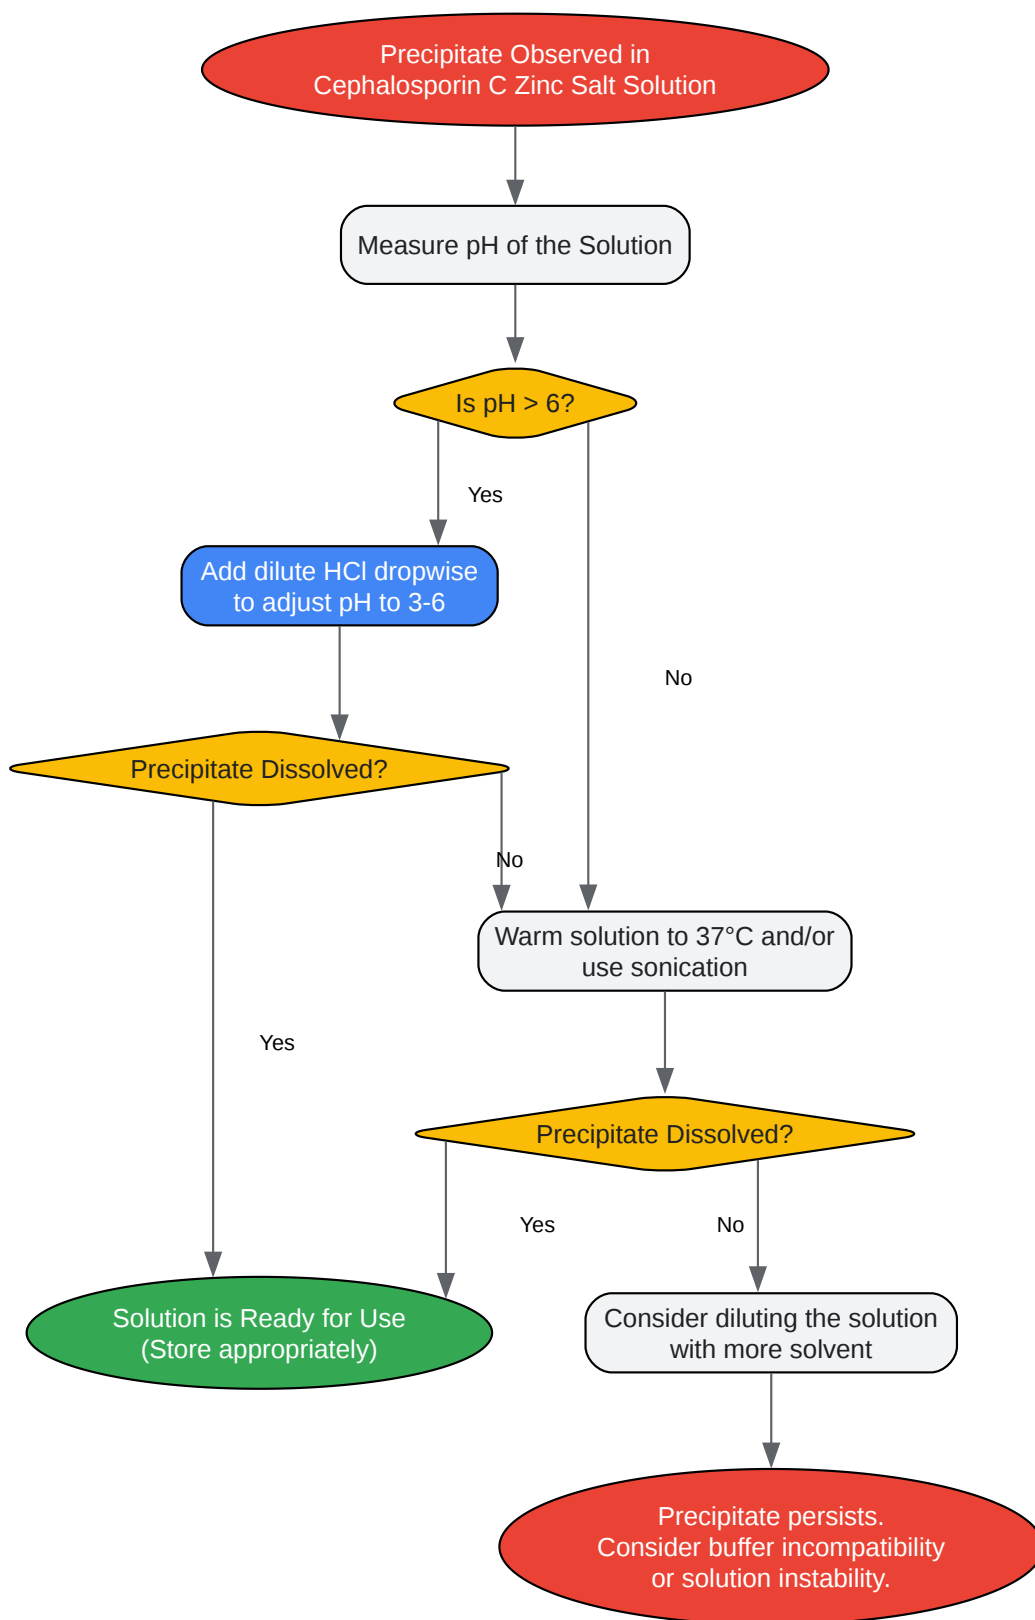 Precipitate Observed in
Cephalosporin C Zinc Salt Solution
Measure pH of the Solution
Is pH > 6?
Yes
Add dilute HCl dropwise
to adjust pH to 3-6
No
Precipitate Dissolved?
No
Warm solution to 37°C and/or
use sonication
Yes
Precipitate Dissolved?
Yes
No
Solution is Ready for Use
(Store appropriately)
Consider diluting the solution
with more solvent
Precipitate persists.
Consider buffer incompatibility
or solution instability.